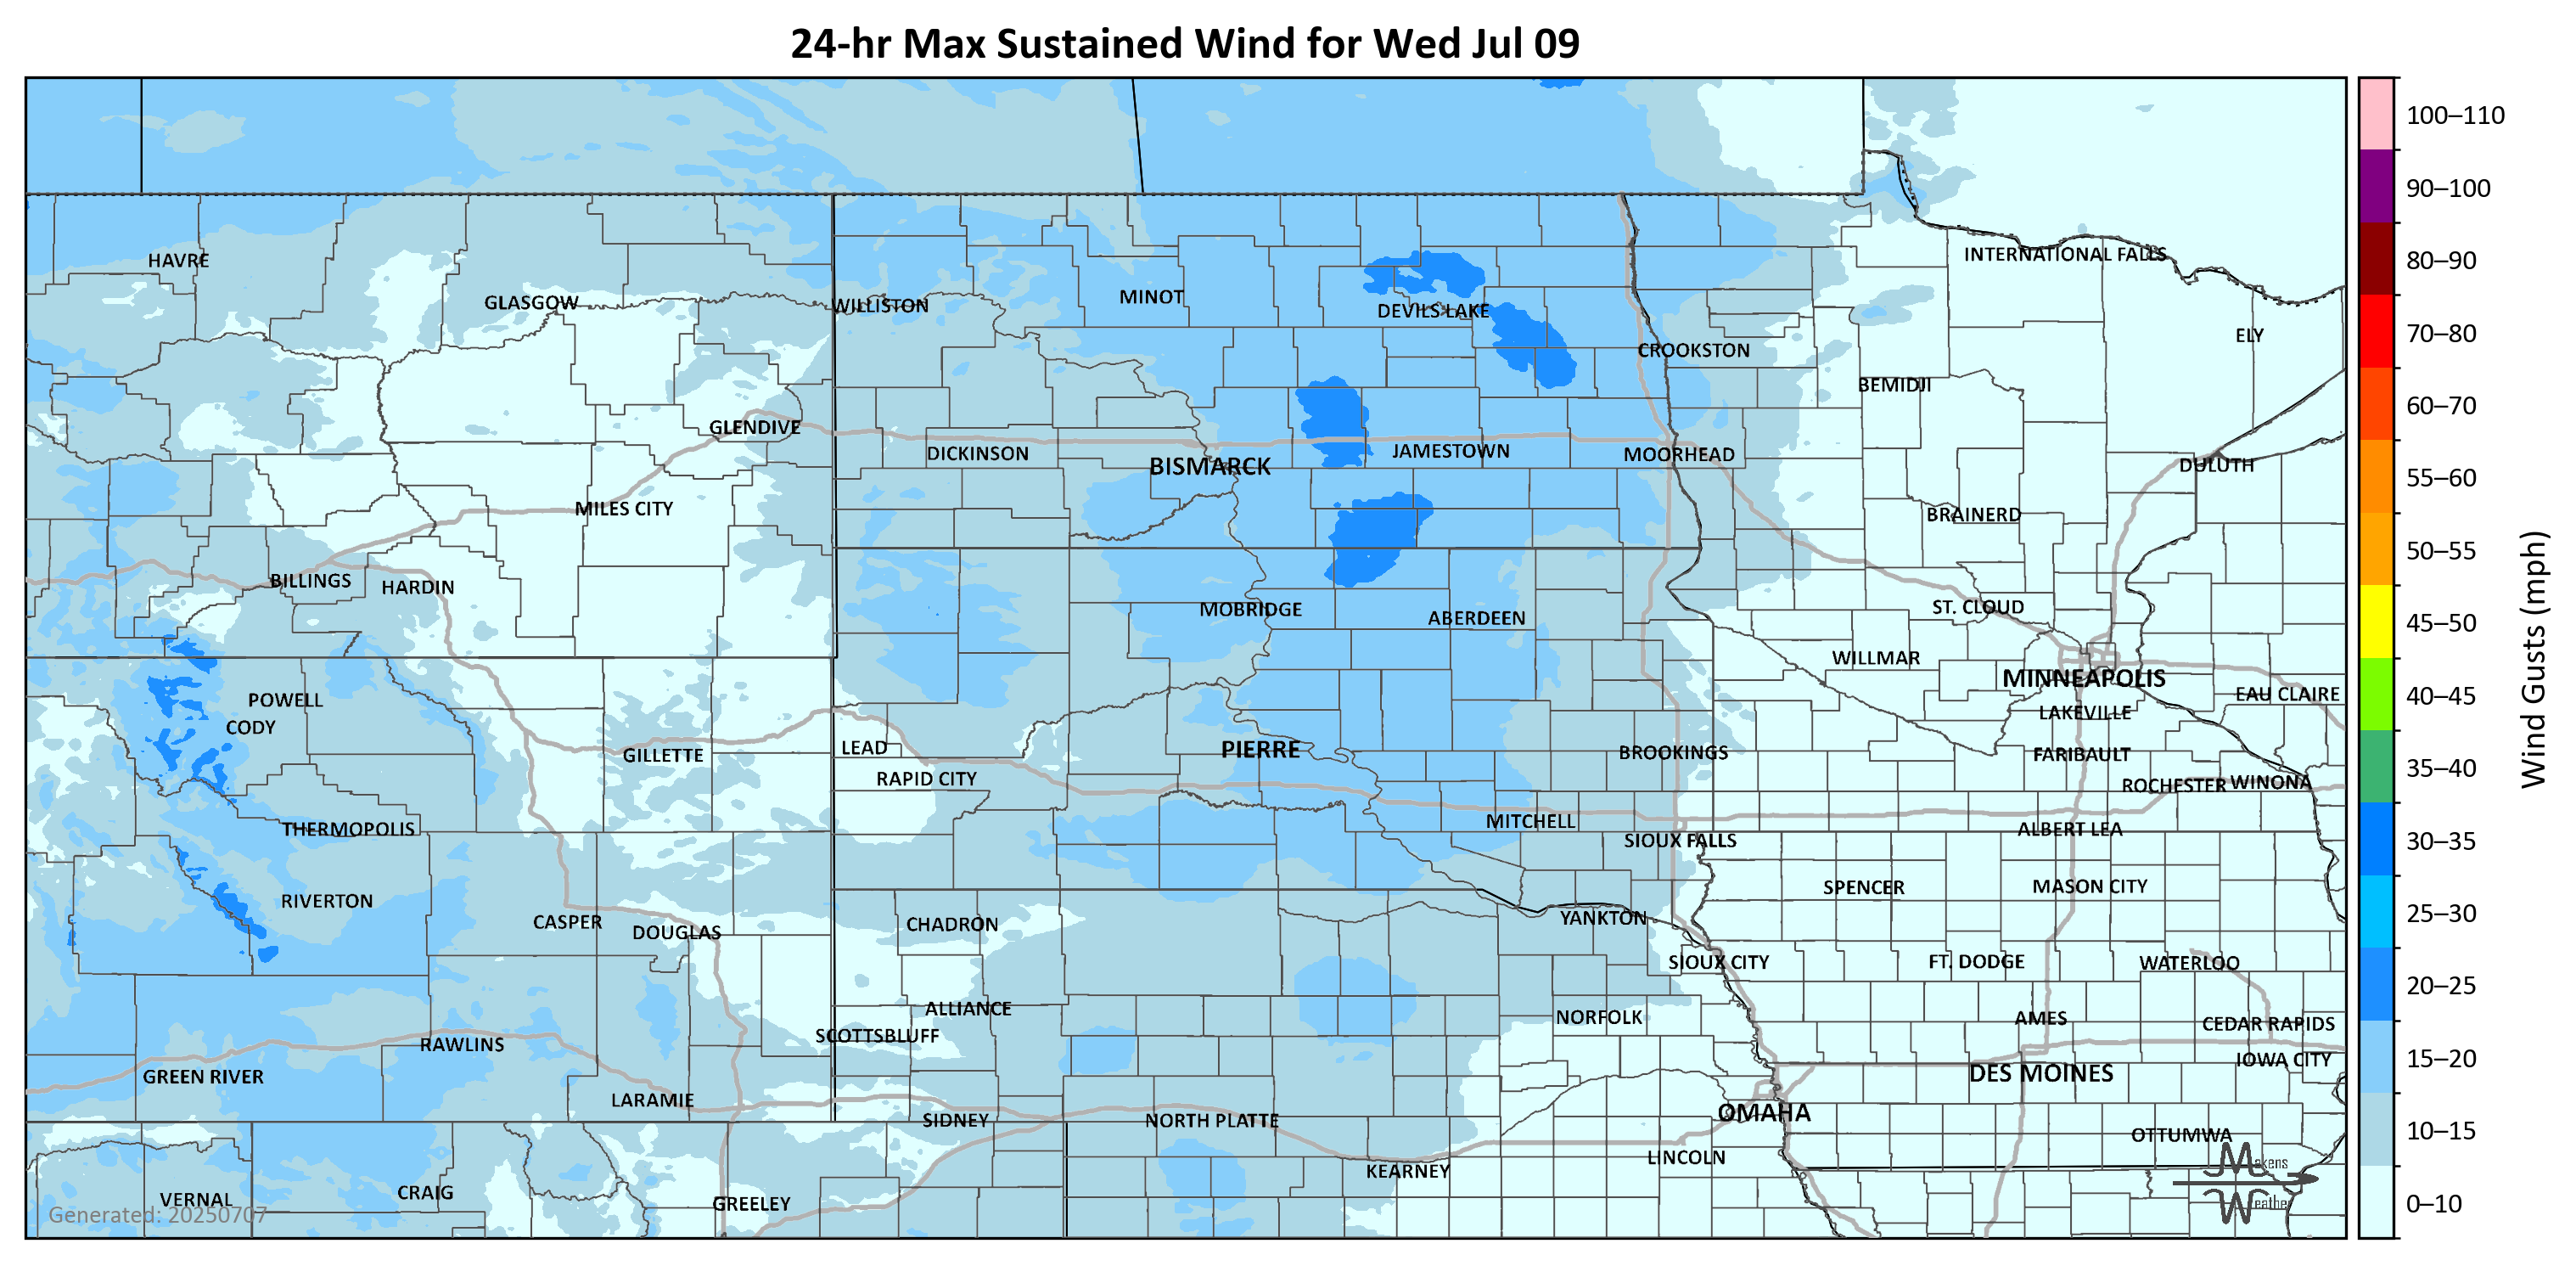 24-hr Max Sustained Wind for Wed Jul 09
100–110
90–100
80–90
70–80
60–70
55–60
50–55
45–50
40–45
35–40
30–35
25–30
20–25
15–20
10–15
0–10
Wind Gusts (mph)
INTERNATIONAL FALLS
HAVRE
GLASGOW
WILLISTON
MINOT
DEVILS LAKE
ELY
CROOKSTON
BEMIDJI
GLENDIVE
DICKINSON
BISMARCK
JAMESTOWN
MOORHEAD
DULUTH
MILES CITY
BRAINERD
BILLINGS
HARDIN
MOBRIDGE
ABERDEEN
ST. CLOUD
WILLMAR
MINNEAPOLIS
EAU CLAIRE
POWELL
CODY
LAKEVILLE
GILLETTE
LEAD
PIERRE
BROOKINGS
FARIBAULT
RAPID CITY
ROCHESTER
WINONA
THERMOPOLIS
MITCHELL
SIOUX FALLS
ALBERT LEA
RIVERTON
SPENCER
MASON CITY
CASPER
DOUGLAS
CHADRON
YANKTON
SIOUX CITY
FT. DODGE
WATERLOO
ALLIANCE
NORFOLK
AMES
CEDAR RAPIDS
SCOTTSBLUFF
RAWLINS
IOWA CITY
GREEN RIVER
DES MOINES
LARAMIE
OMAHA
SIDNEY
NORTH PLATTE
OTTUMWA
KEARNEY
LINCOLN
VERNAL
CRAIG
GREELEY
Generated: 20250707
Makens
Weather